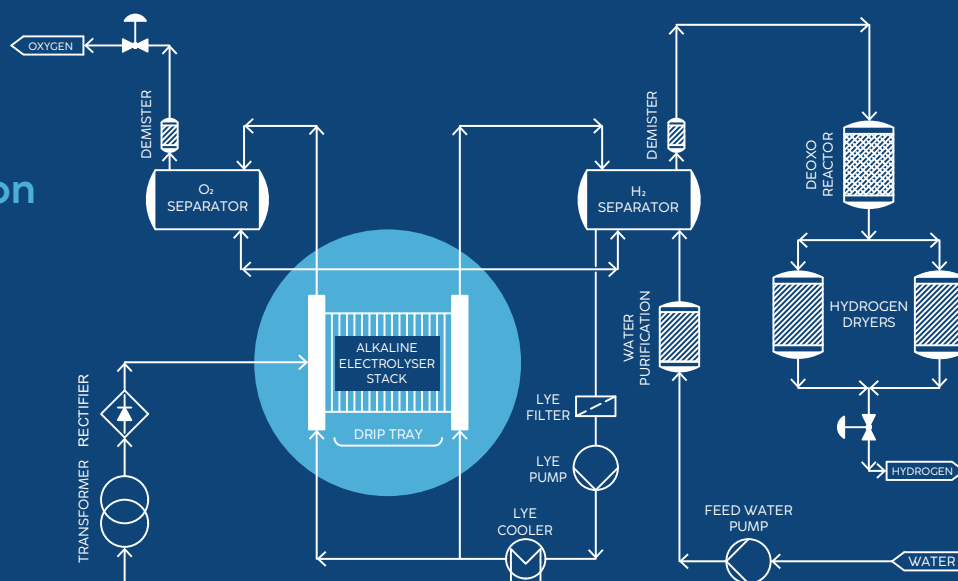 OXYGEN
DEMISTER
O₂
SEPARATOR
on
DEMISTER
H₂
SEPARATOR
DEOXO
REACTOR
HYDROGEN
DRYERS
WATER
PURIFICATION
ALKALINE
ELECTROLYSER
STACK
DRIP TRAY
RECTIFIER
TRANSFORMER
LYE
FILTER
LYE
PUMP
LYE
COOLER
FEED WATER
PUMP
HYDROGEN
WATER